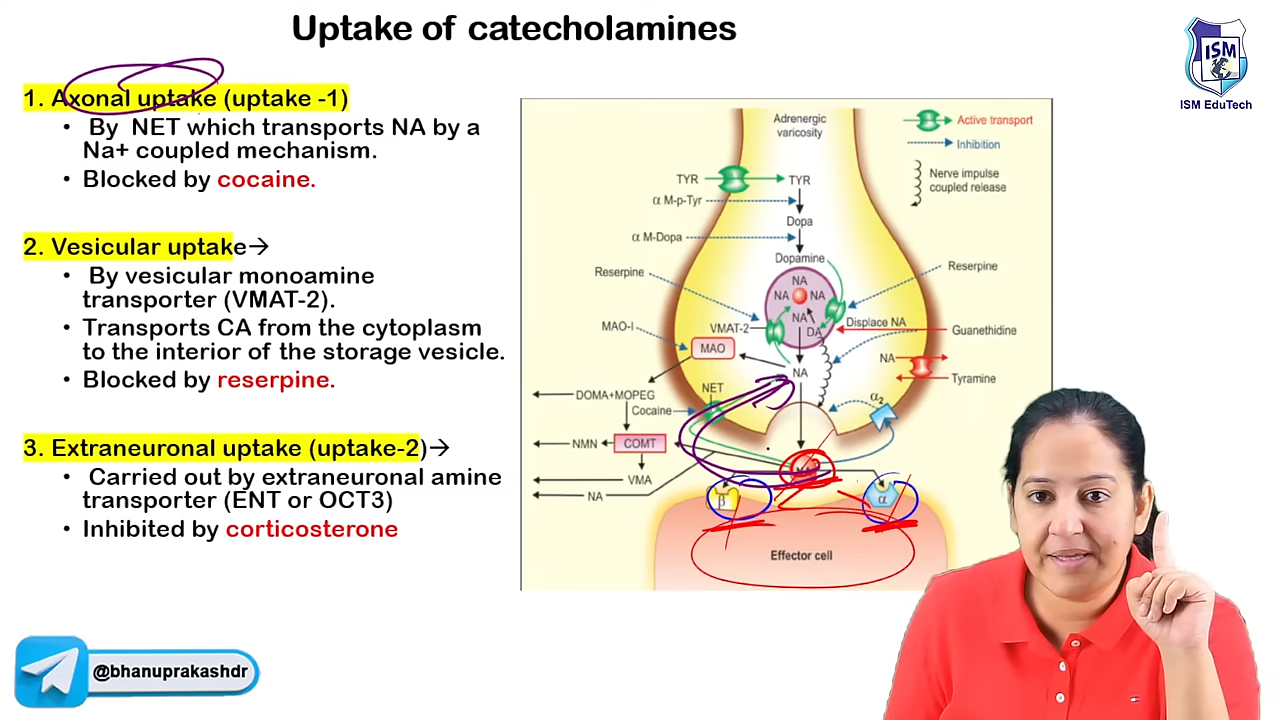 Uptake of catecholamines
ISM
ISM EduTech
1. Axonal uptake (uptake -1)
• By NET which transports NA by a
Na+ coupled mechanism.
• Blocked by cocaine.
2. Vesicular uptake→
• By vesicular monoamine
transporter (VMAT-2).
• Transports CA from the cytoplasm
to the interior of the storage vesicle.
• Blocked by reserpine.
3. Extraneuronal uptake (uptake-2)→
• Carried out by extraneuronal amine
transporter (ENT or OCT3)
• Inhibited by corticosterone
@bhanuprakashdr
Adrenergic
varicosity
Active transport
Inhibition
Nerve impulse
coupled release
TYR
TYR
α M-p-Tyr
Dopa
α M-Dopa
Dopamine
Reserpine
Reserpine
NA
NA NA
NA
DA
VMAT-2
Displace NA
Guanethidine
MAO-I
MAO
NA
NA
Tyramine
DOMA+MOPEG
NET
Cocaine
α2
NMN
COMT
VMA
NA
β
α
Effector cell